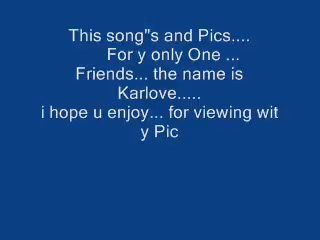 This song"s and Pics....
For y only One ...
Friends... the name is
Karlove.....
i hope u enjoy... for viewing wit
y Pic